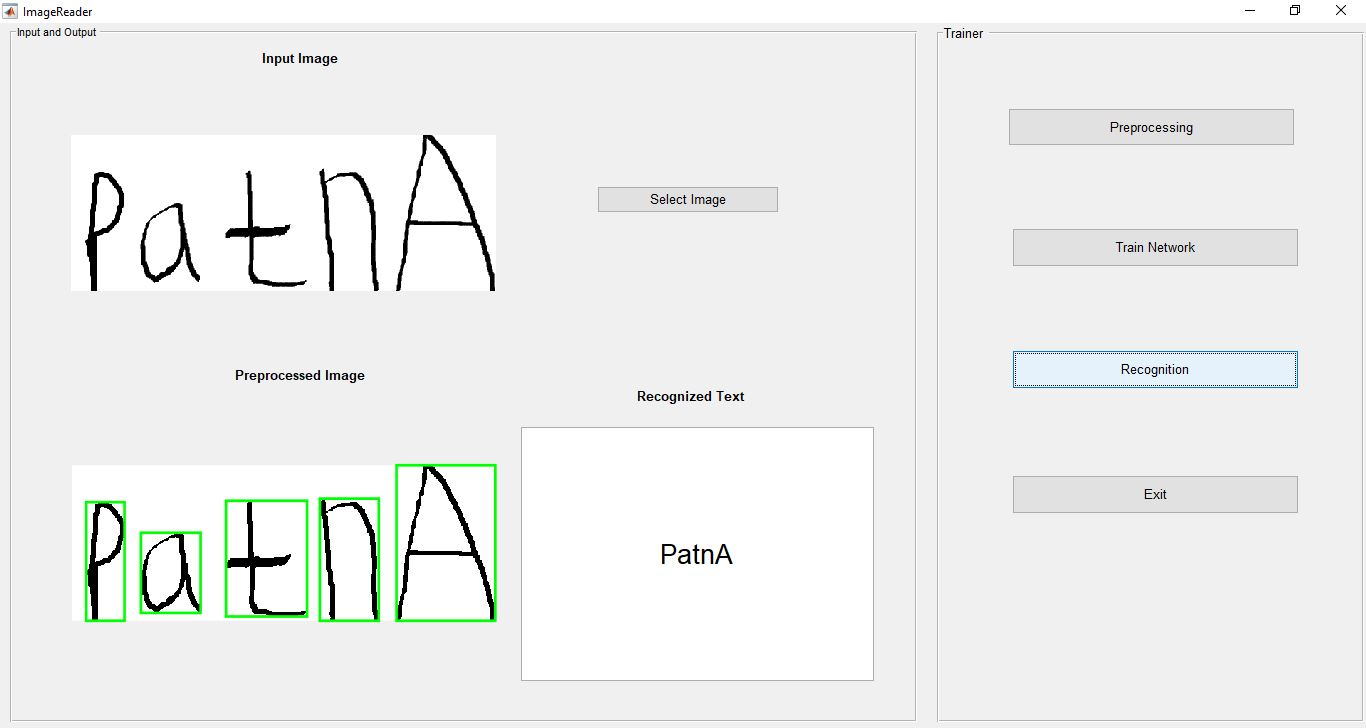 ImageReader
Input and Output
Input Image
PatnA
Select Image
Preprocessed Image
PatnA
Recognized Text
PatnA
Trainer
Preprocessing
Train Network
Recognition
Exit